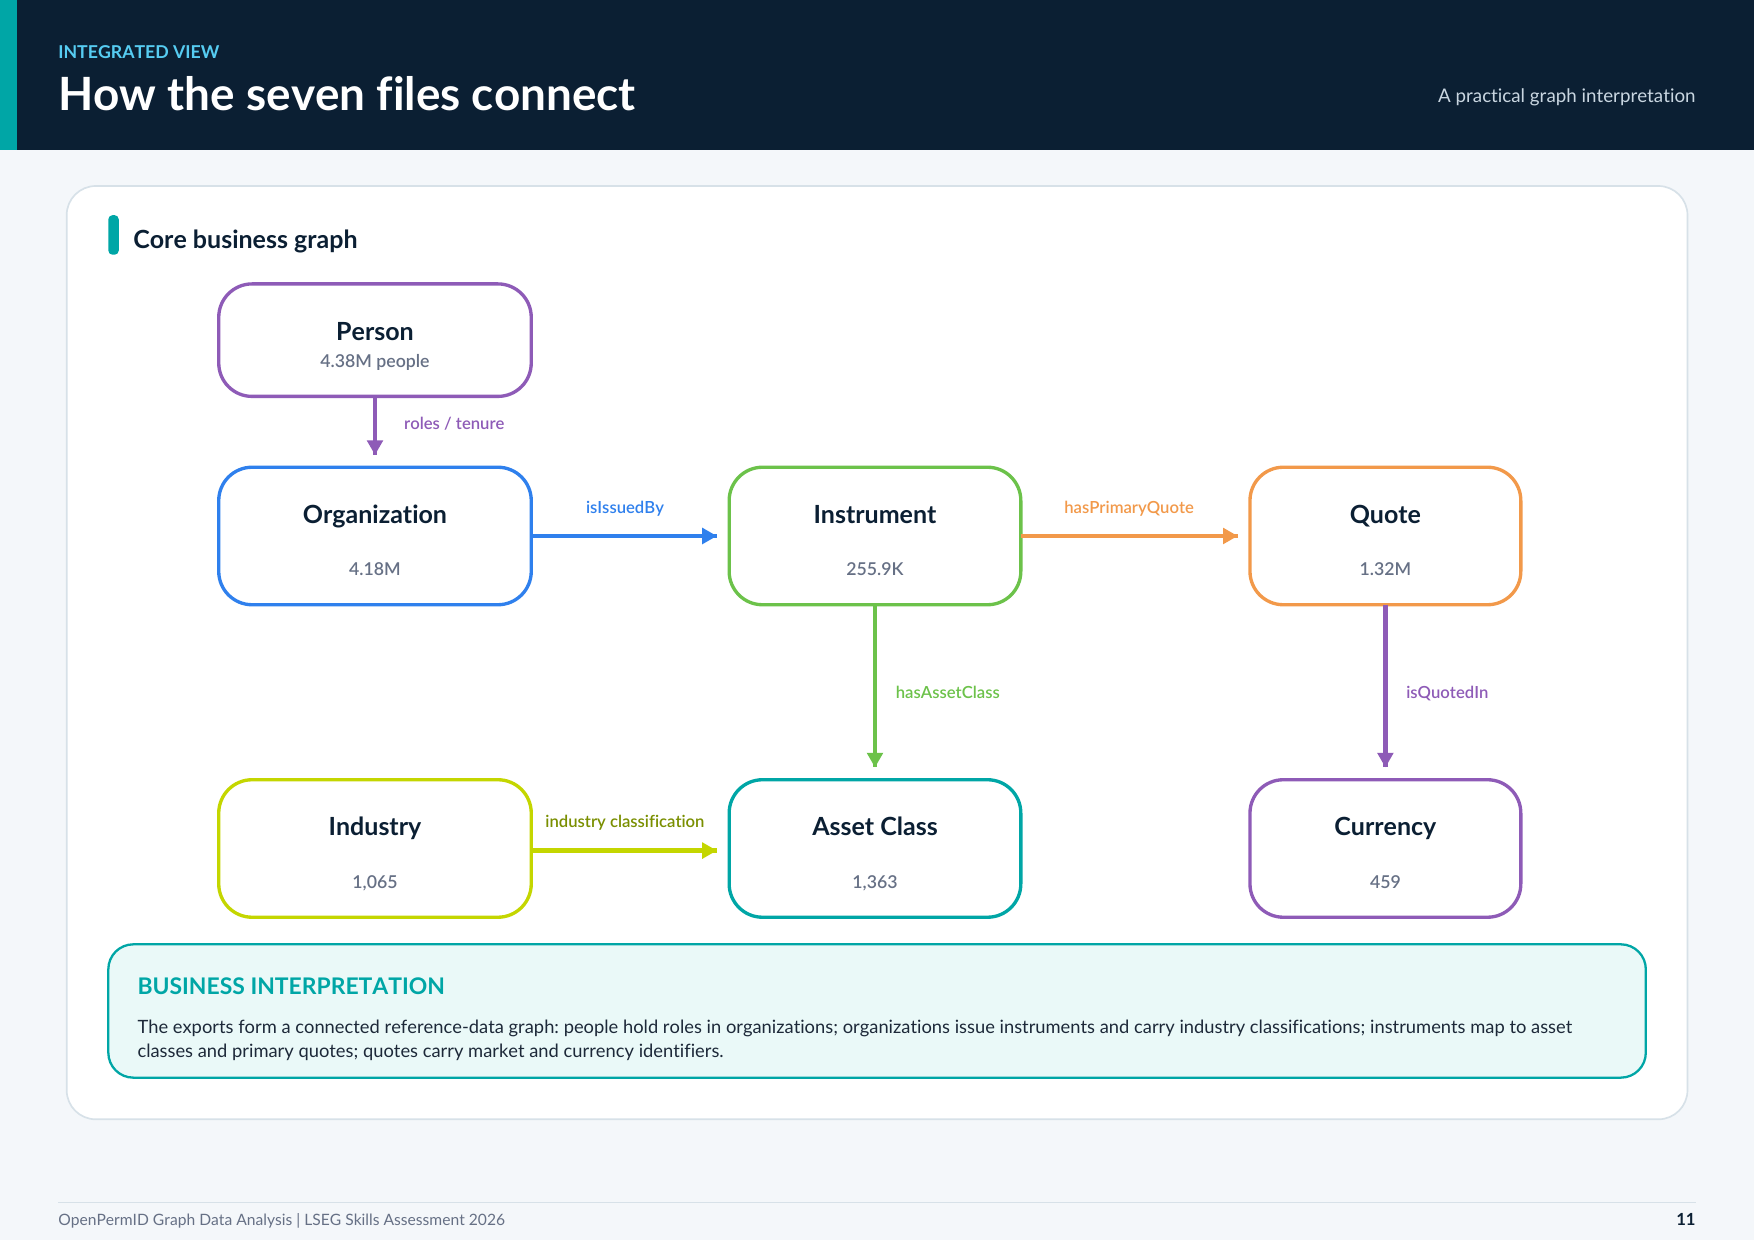 INTEGRATED VIEW
How the seven files connect
A practical graph interpretation
Core business graph
Person
4.38M people
roles / tenure
Organization
4.18M
isIssuedBy
Instrument
255.9K
hasPrimaryQuote
Quote
1.32M
hasAssetClass
isQuotedIn
Industry
1,065
industry classification
Asset Class
1,363
Currency
459
BUSINESS INTERPRETATION
The exports form a connected reference-data graph: people hold roles in organizations; organizations issue instruments and carry industry classifications; instruments map to asset
classes and primary quotes; quotes carry market and currency identifiers.
OpenPermID Graph Data Analysis | LSEG Skills Assessment 2026
11